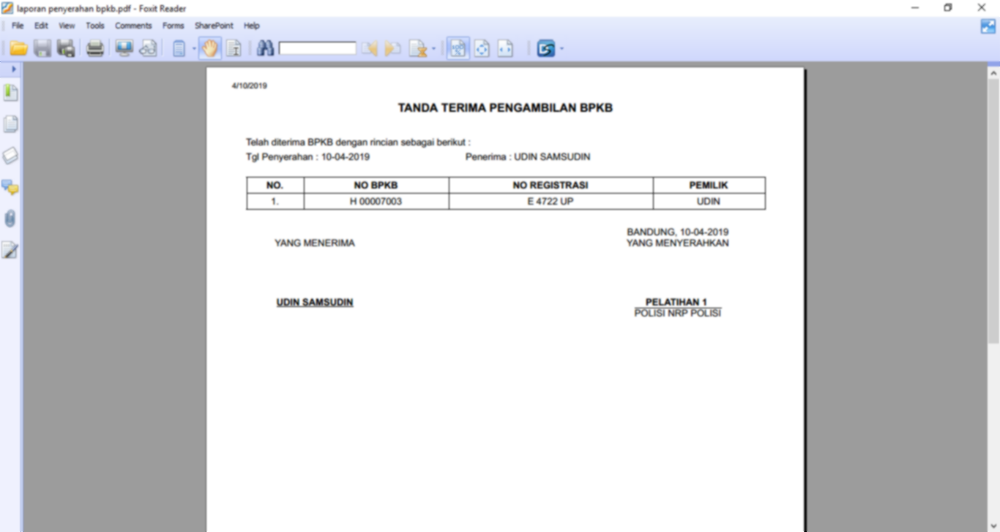 laporan penyerahan bpkb.pdf - Foxit Reader
File Edit View Tools Comments Forms SharePoint Help
4/10/2019
TANDA TERIMA PENGAMBILAN BPKB
Telah diterima BPKB dengan rincian sebagai berikut :
Tgl Penyerahan : 10-04-2019 Penerima : UDIN SAMSUDIN
NO. NO BPKB NO REGISTRASI PEMILIK
1. H 00007003 E 4722 UP UDIN
BANDUNG, 10-04-2019
YANG MENERIMA YANG MENYERAHKAN
UDIN SAMSUDIN PELATIHAN 1
POLISI NRP POLISI